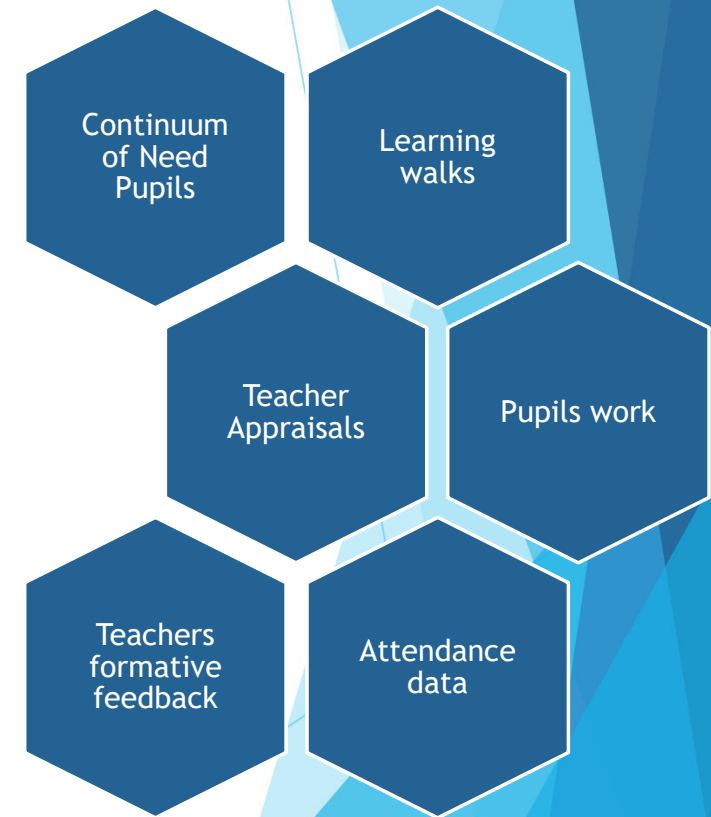 Continuum
of Need
Pupils
Learning
walks
Teacher
Appraisals
Pupils work
Teachers
formative
feedback
Attendance
data